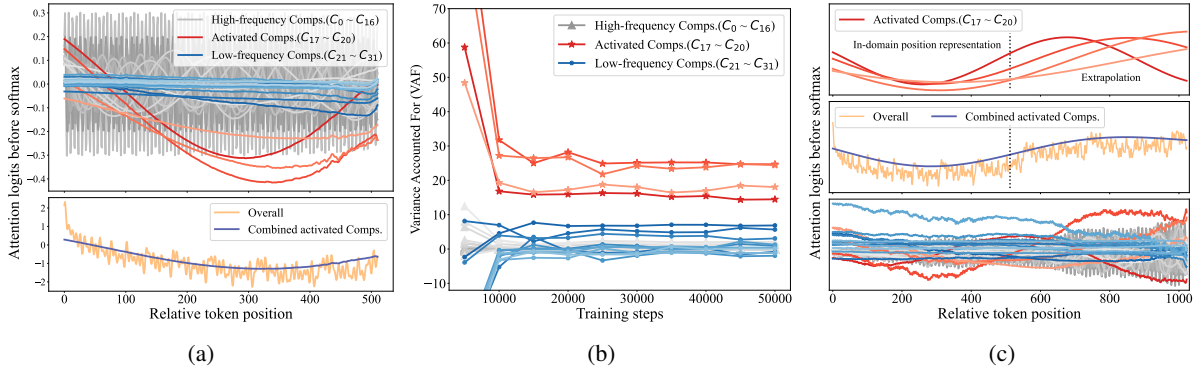 Attention logits before softmax
0.3
0.2
0.1
0.0
−0.1
−0.2
−0.3
−0.4
High-frequency Comps.(C0 ~ C16)
Activated Comps.(C17 ~ C20)
Low-frequency Comps.(C21 ~ C31)
2
1
0
−1
−2
Overall
Combined activated Comps.
0 100 200 300 400 500
Relative token position
(a)
Variance Accounted For (VAF)
70
60
50
40
30
20
10
0
−10
High-frequency Comps.(C0 ~ C16)
Activated Comps.(C17 ~ C20)
Low-frequency Comps.(C21 ~ C31)
10000 20000 30000 40000 50000
Training steps
(b)
Attention logits before softmax
Activated Comps.(C17 ~ C20)
In-domain position representation
Extrapolation
Overall Combined activated Comps.
0 200 400 600 800 1000
Relative token position
(c)